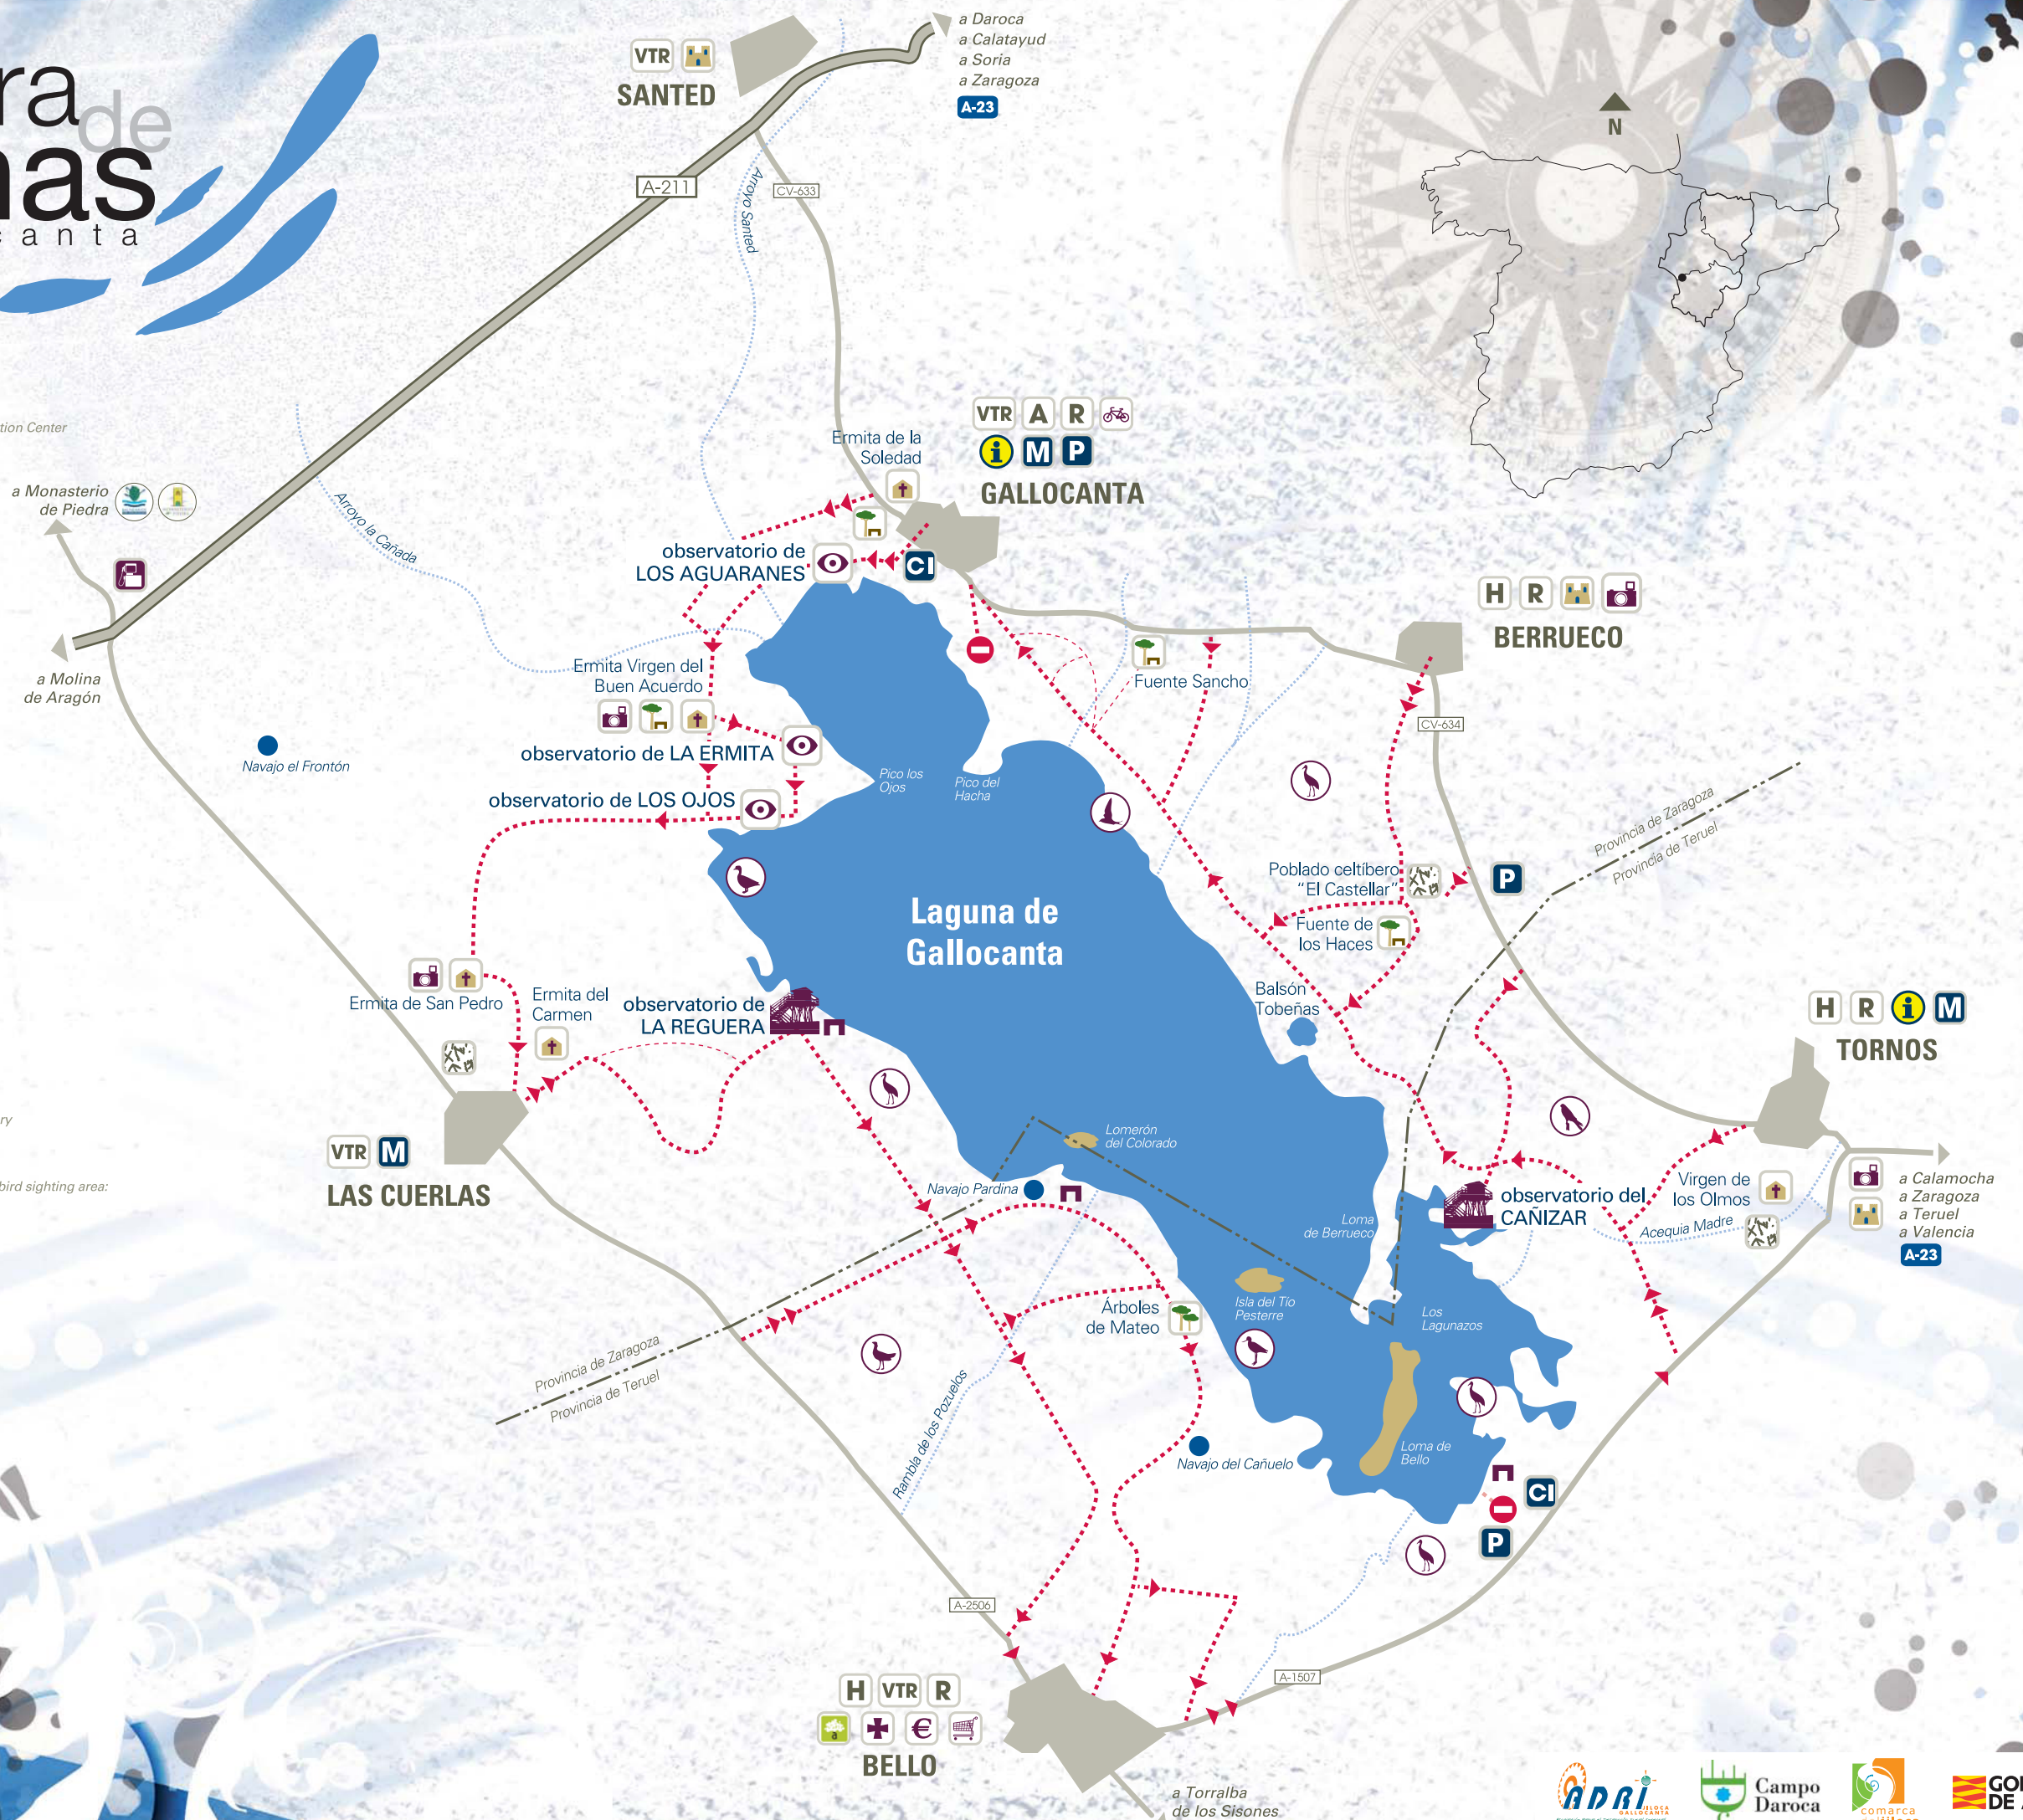 ra
de
nas
canta
VTR
SANTED
a Daroca
a Calatayud
a Soria
a Zaragoza
A-23
A-211
CV-633
Arroyo Santed
N
tion Center
a Monasterio
de Piedra
Arroyo la Cañada
a Molina
de Aragón
Navajo el Frontón
VTR A R
i M P
GALLOCANTA
Ermita de la
Soledad
observatorio de
LOS AGUARANES
CI
H R
BERRUECO
CV-634
Fuente Sancho
Ermita Virgen del
Buen Acuerdo
observatorio de LA ERMITA
observatorio de LOS OJOS
Pico los
Ojos
Pico del
Hacha
Provincia de Zaragoza
Provincia de Teruel
Poblado celtíbero
"El Castellar"
P
Fuente de
los Haces
Laguna de
Gallocanta
Balsón
Tobeñas
Ermita de San Pedro
Ermita del
Carmen
observatorio de
LA REGUERA
H R i M
TORNOS
ry
bird sighting area:
VTR M
LAS CUERLAS
Lomerón
del Colorado
Navajo Pardina
Loma
de Berrueco
observatorio del
CAÑIZAR
Virgen de
los Olmos
Acequia Madre
a Calamocha
a Zaragoza
a Teruel
a Valencia
A-23
Isla del Tío
Pesterre
Los
Lagunazos
Árboles
de Mateo
Provincia de Zaragoza
Provincia de Teruel
Rambla de los Pozuelos
Navajo del Cañuelo
Loma de
Bello
CI
P
A-2506
A-1507
H VTR R
€
BELLO
a Torralba
de los Sisones
ADRI
JILOCA
GALLOCANTA
Campo
Daroca
comarca
GO
DE